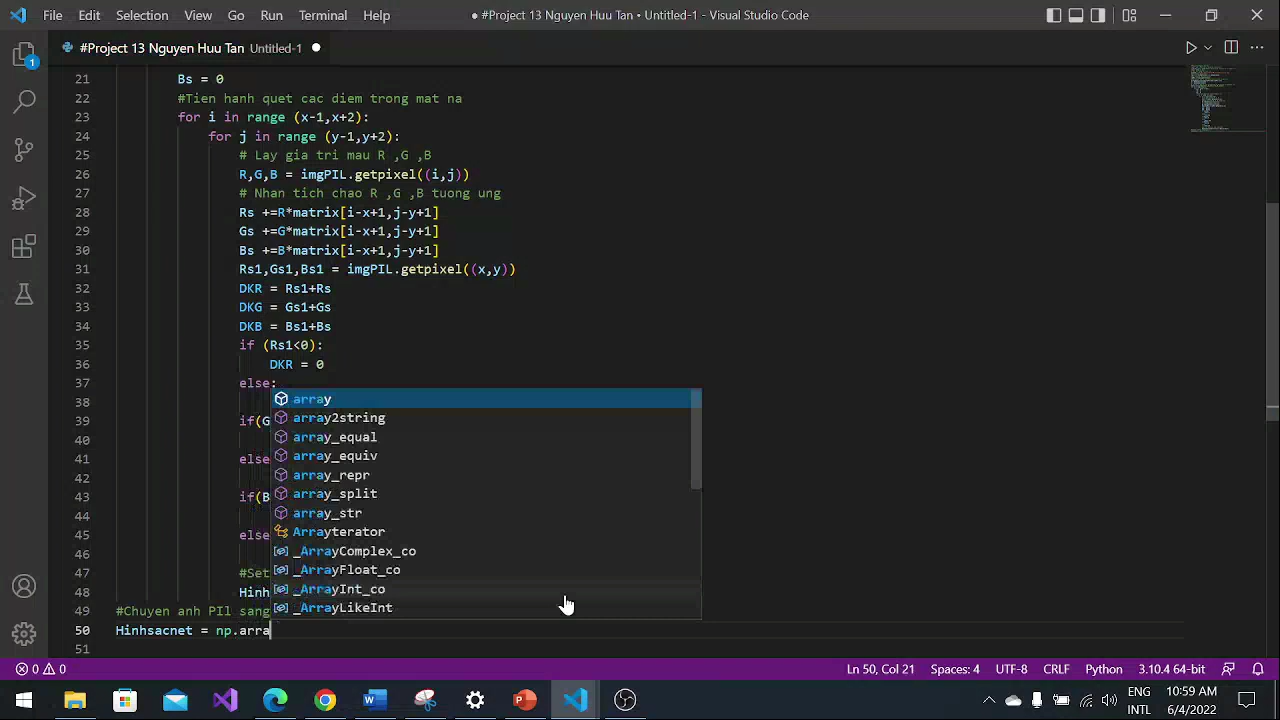 File Edit Selection View Go Run Terminal Help
● #Project 13 Nguyen Huu Tan • Untitled-1 - Visual Studio Code
#Project 13 Nguyen Huu Tan Untitled-1 ●
21 Bs = 0
22 #Tien hanh quet cac diem trong mat na
23 for i in range (x-1,x+2):
24 for j in range (y-1,y+2):
25 # Lay gia tri mau R ,G ,B
26 R,G,B = imgPIL.getpixel((i,j))
27 # Nhan tich chao R ,G ,B tuong ung
28 Rs +=R*matrix[i-x+1,j-y+1]
29 Gs +=G*matrix[i-x+1,j-y+1]
30 Bs +=B*matrix[i-x+1,j-y+1]
31 Rs1,Gs1,Bs1 = imgPIL.getpixel((x,y))
32 DKR = Rs1+Rs
33 DKG = Gs1+Gs
34 DKB = Bs1+Bs
35 if (Rs1<0):
36 DKR = 0
37 else:
38 array
array2string
39 if(G
40 array_equal
array_equiv
41 else
42 array_repr
43 if(B array_split
44 array_str
45 else Arrayterator
46 _ArrayComplex_co
47 #Set _ArrayFloat_co
48 Hinh _ArrayInt_co
49 #Chuyen anh PIl sang _ArrayLikeInt
50 Hinhsacnet = np.arra
51
1
0 0 Ln 50, Col 21 Spaces: 4 UTF-8 CRLF Python 3.10.4 64-bit
ENG
INTL
10:59 AM
6/4/2022